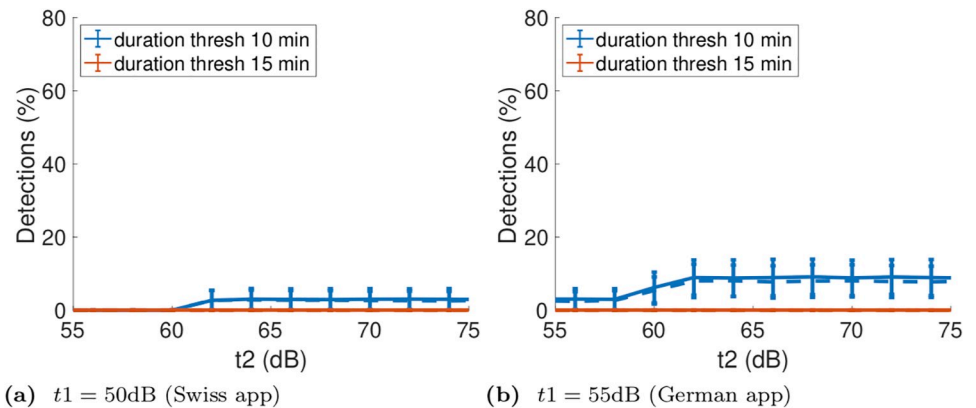 80
60
40
20
0
Detections (%)
duration thresh 10 min
duration thresh 15 min
55 60 65 70 75
t2 (dB)
(a) t1 = 50dB (Swiss app)
80
60
40
20
0
Detections (%)
duration thresh 10 min
duration thresh 15 min
55 60 65 70 75
t2 (dB)
(b) t1 = 55dB (German app)